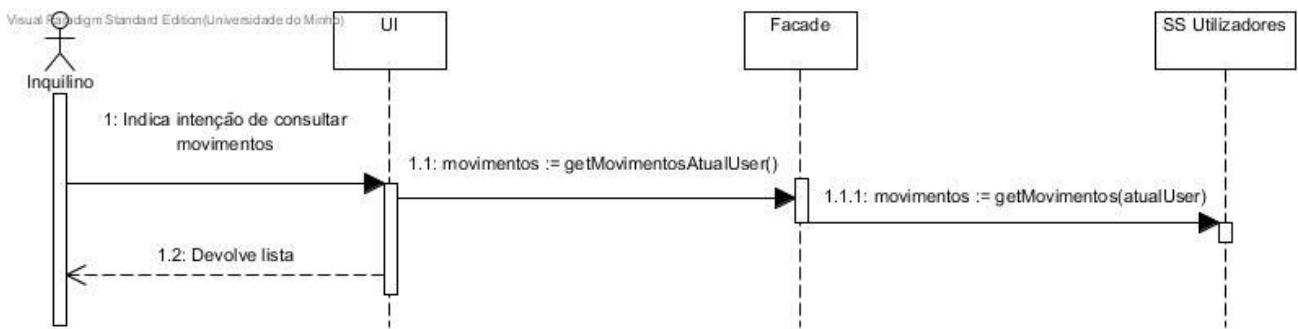 Visual Paradigm Standard Edition(Universidade do Minho)
UI
Facade
SS Utilizadores
Inquilino
1: Indica intenção de consultar
movimentos
1.1: movimentos := getMovimentosAtualUser()
1.1.1: movimentos := getMovimentos(atualUser)
1.2: Devolve lista